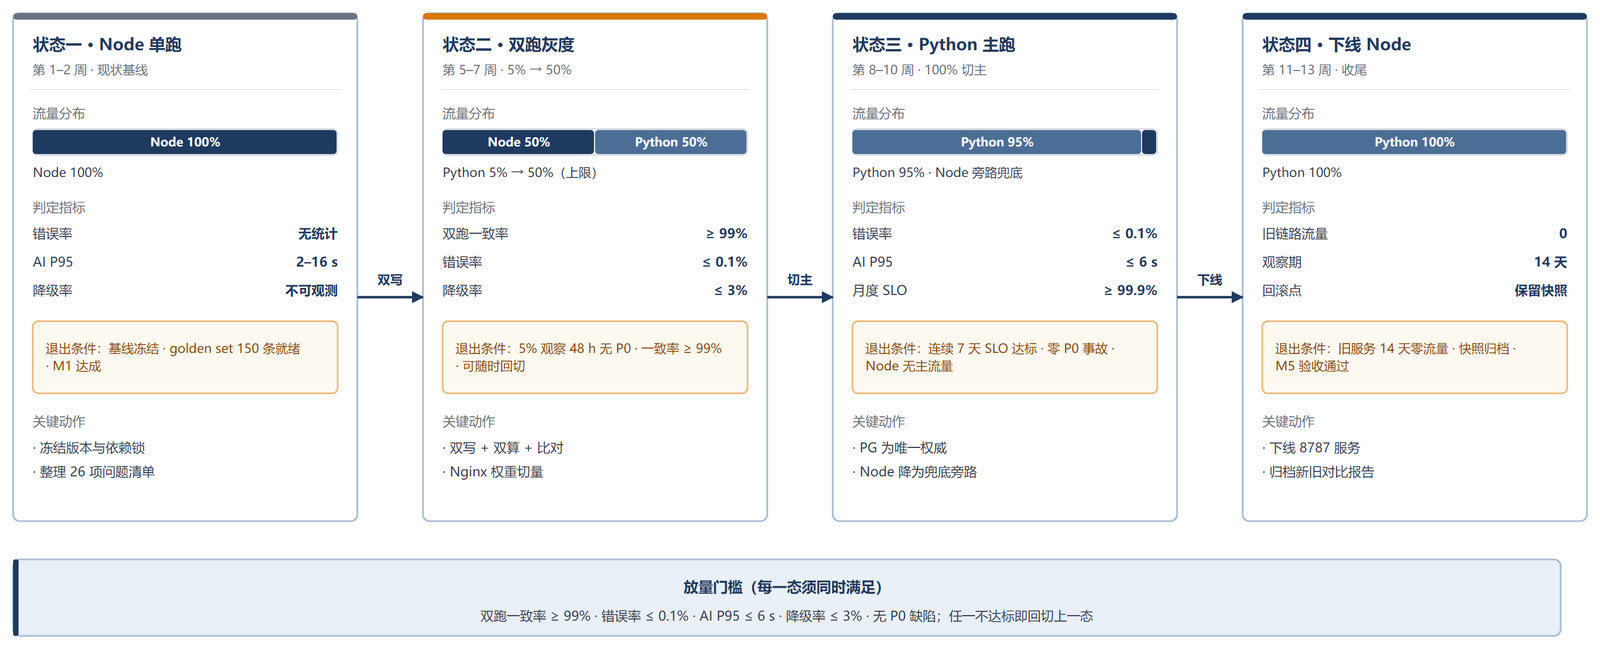 状态一 · Node 单跑
第 1–2 周 · 现状基线
流量分布
Node 100%
Node 100%
判定指标
错误率 无统计
AI P95 2–16 s
降级率 不可观测
退出条件：基线冻结 · golden set 150 条就绪
· M1 达成
关键动作
· 冻结版本与依赖锁
· 整理 26 项问题清单
双写
状态二 · 双跑灰度
第 5–7 周 · 5% → 50%
流量分布
Node 50% Python 50%
Python 5% → 50%（上限）
判定指标
双跑一致率 ≥ 99%
错误率 ≤ 0.1%
降级率 ≤ 3%
退出条件：5% 观察 48 h 无 P0 · 一致率 ≥ 99%
· 可随时回切
关键动作
· 双写 + 双算 + 比对
· Nginx 权重切量
切主
状态三 · Python 主跑
第 8–10 周 · 100% 切主
流量分布
Python 95%
Python 95% · Node 旁路兜底
判定指标
错误率 ≤ 0.1%
AI P95 ≤ 6 s
月度 SLO ≥ 99.9%
退出条件：连续 7 天 SLO 达标 · 零 P0 事故 ·
Node 无主流量
关键动作
· PG 为唯一权威
· Node 降为兜底旁路
下线
状态四 · 下线 Node
第 11–13 周 · 收尾
流量分布
Python 100%
Python 100%
判定指标
旧链路流量 0
观察期 14 天
回滚点 保留快照
退出条件：旧服务 14 天零流量 · 快照归档 ·
M5 验收通过
关键动作
· 下线 8787 服务
· 归档新旧对比报告
放量门槛（每一态须同时满足）
双跑一致率 ≥ 99% · 错误率 ≤ 0.1% · AI P95 ≤ 6 s · 降级率 ≤ 3% · 无 P0 缺陷；任一不达标即回切上一态